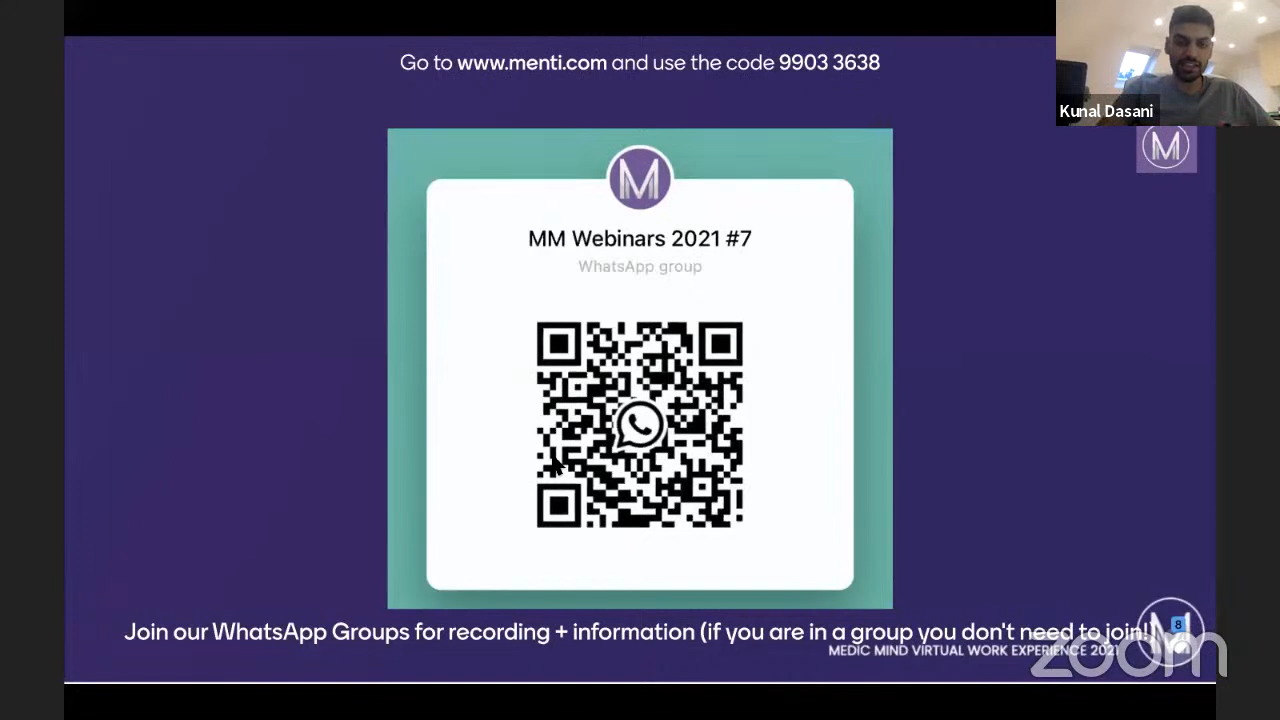 Go to www.menti.com and use the code 9903 3638
Kunal Dasani
M
M
MM Webinars 2021 #7
WhatsApp group
Join our WhatsApp Groups for recording + information (if you are in a group you don't need to join!)
8
MEDIC MIND VIRTUAL WORK EXPERIENCE 2021
M
zoom